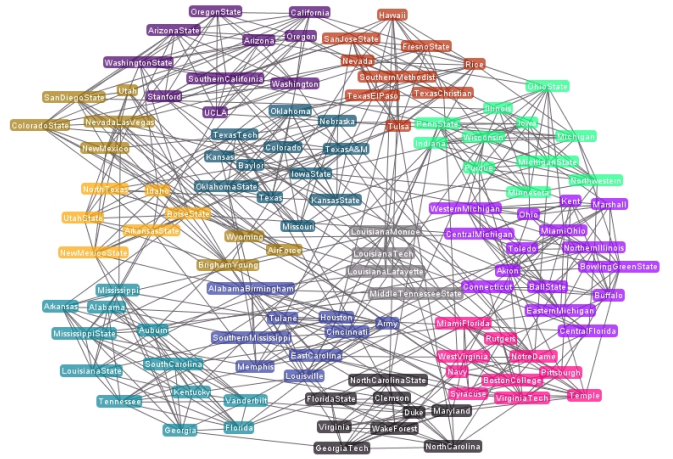 OregonState
California
ArizonaState
Arizona
Oregon
WashingtonState
SouthernCalifornia
Stanford
Washington
UCLA
Hawaii
SanJoseState
FresnoState
Nevada
Rice
SouthernMethodist
TexasElPaso
TexasChristian
Tulsa
SanDiegoState
Utah
ColoradoState
NevadaLasVegas
NewMexico
Oklahoma
Nebraska
TexasTech
Colorado
TexasA&M
Kansas
Baylor
IowaState
OklahomaState
Texas
KansasState
Missouri
OhioState
Illinois
PennState
Iowa
Wisconsin
Michigan
Indiana
MichiganState
Purdue
Northwestern
Minnesota
NorthTexas
Idaho
UtahState
BoiseState
ArkansasState
NewMexicoState
Wyoming
AirForce
BrighamYoung
LouisianaMonroe
LouisianaTech
LouisianaLafayette
MiddleTennesseeState
WesternMichigan
Kent
Marshall
Ohio
CentralMichigan
MiamiOhio
Toledo
NorthernIllinois
Akron
BowlingGreenState
Connecticut
BallState
Buffalo
EasternMichigan
CentralFlorida
Mississippi
Arkansas
Alabama
MississippiState
Auburn
LouisianaState
SouthCarolina
Kentucky
Tennessee
Vanderbilt
Georgia
Florida
AlabamaBirmingham
Tulane
Houston
Army
SouthernMississippi
Cincinnati
EastCarolina
Memphis
Louisville
MiamiFlorida
Rutgers
WestVirginia
NotreDame
Navy
Pittsburgh
BostonCollege
Syracuse
VirginiaTech
Temple
NorthCarolinaState
FloridaState
Clemson
Duke
Maryland
Virginia
WakeForest
GeorgiaTech
NorthCarolina